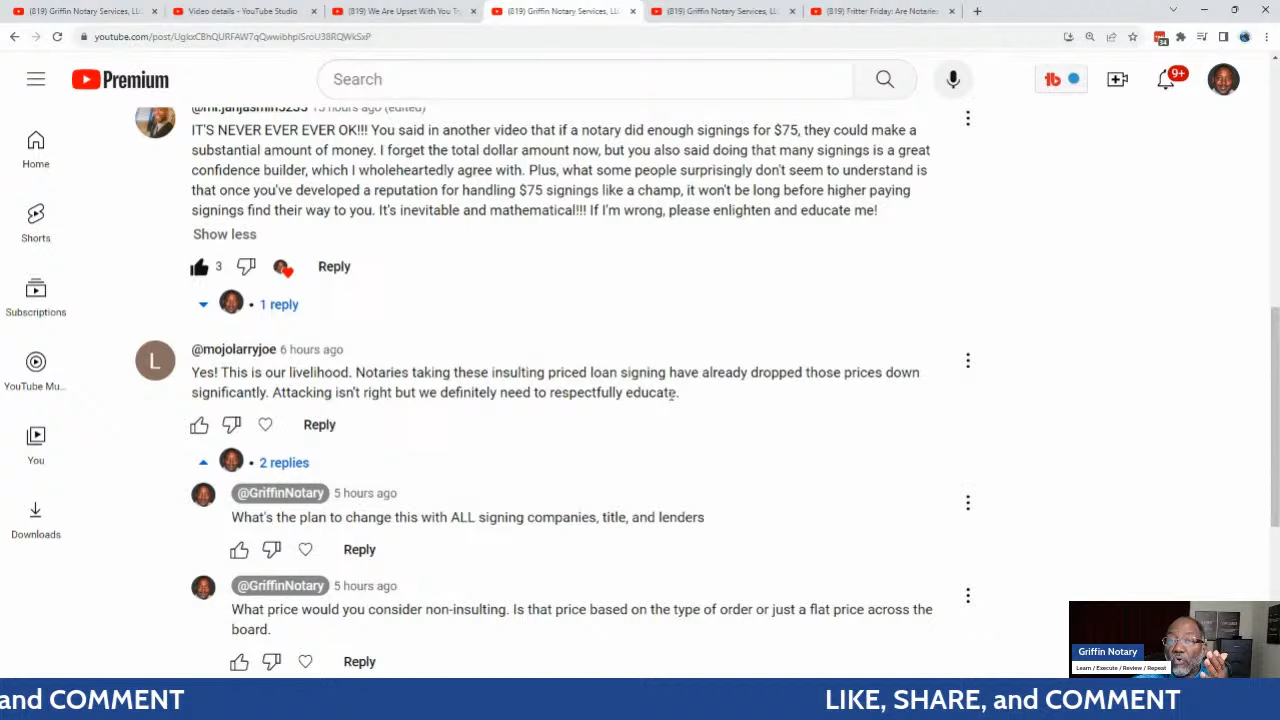 (819) Griffin Notary Services, LL
Video details - YouTube Studio
(819) We Are Upset With You T
(819) Griffin Notary Services, LL
(819) Griffin Notary Services, LL
(819) Fritter Friday: Are Notaries
34
Premium
Search
9+
Home
Shorts
Subscriptions
YouTube Mu...
You
Downloads
@mr.janjasmin5233 15 hours ago (edited)
IT'S NEVER EVER EVER OK!!! You said in another video that if a notary did enough signings for $75, they could make a
substantial amount of money. I forget the total dollar amount now, but you also said doing that many signings is a great
confidence builder, which I wholeheartedly agree with. Plus, what some people surprisingly don't seem to understand is
that once you've developed a reputation for handling $75 signings like a champ, it won't be long before higher paying
signings find their way to you. It's inevitable and mathematical!!! If I'm wrong, please enlighten and educate me!
Show less
3
Reply
• 1 reply
L
@mojolarryjoe 6 hours ago
Yes! This is our livelihood. Notaries taking these insulting priced loan signing have already dropped those prices down
significantly. Attacking isn't right but we definitely need to respectfully educate.
Reply
• 2 replies
@GriffinNotary 5 hours ago
What's the plan to change this with ALL signing companies, title, and lenders
Reply
@GriffinNotary 5 hours ago
What price would you consider non-insulting. Is that price based on the type of order or just a flat price across the
board.
Reply
Griffin Notary
Learn / Execute / Review / Repeat
and COMMENT
LIKE, SHARE, and COMMENT